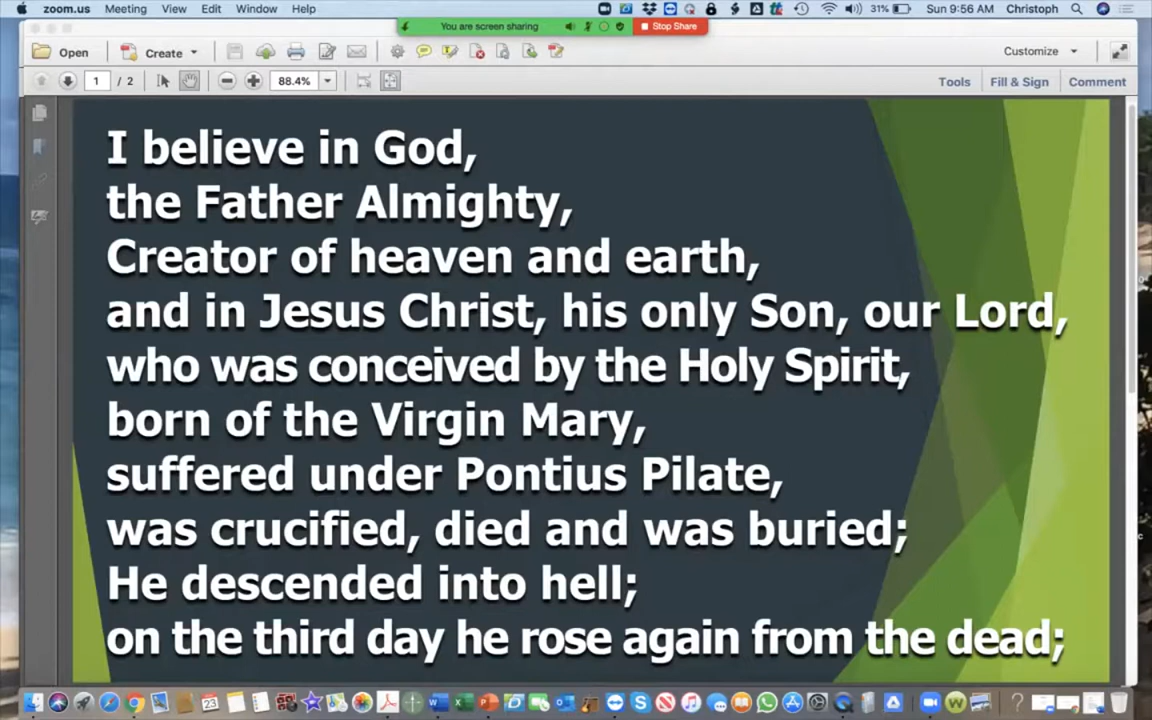 zoom.us Meeting View Edit Window Help 31% Sun 9:56 AM Christoph
You are screen sharing Stop Share
Open Create Customize
1 / 2 88.4% Tools Fill & Sign Comment
I believe in God,
the Father Almighty,
Creator of heaven and earth,
and in Jesus Christ, his only Son, our Lord,
who was conceived by the Holy Spirit,
born of the Virgin Mary,
suffered under Pontius Pilate,
was crucified, died and was buried;
He descended into hell;
on the third day he rose again from the dead;
23